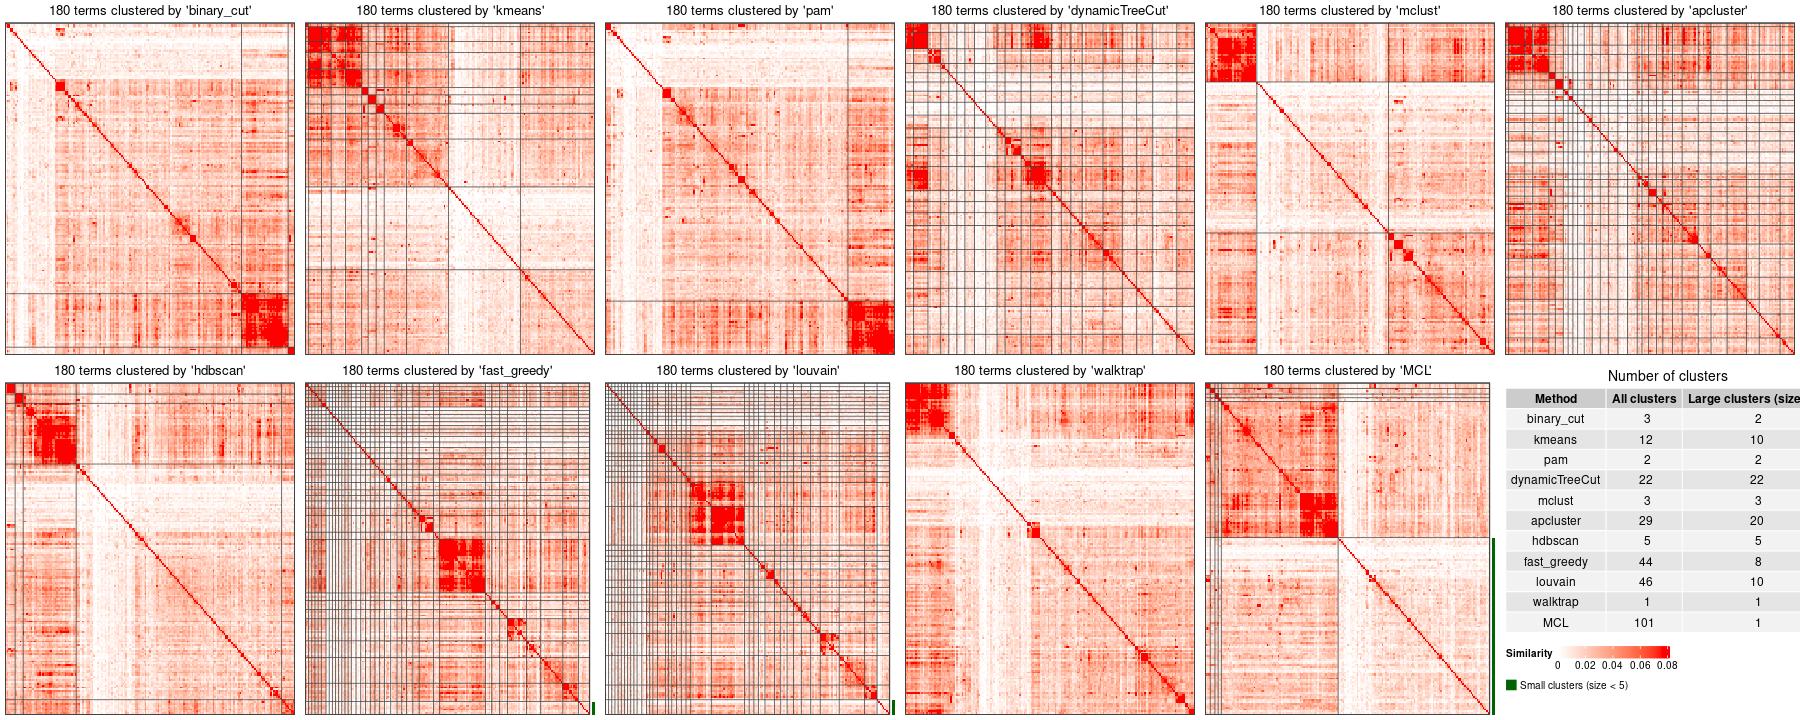 180 terms clustered by 'binary_cut'
180 terms clustered by 'kmeans'
180 terms clustered by 'pam'
180 terms clustered by 'dynamicTreeCut'
180 terms clustered by 'mclust'
180 terms clustered by 'apcluster'
180 terms clustered by 'hdbscan'
180 terms clustered by 'fast_greedy'
180 terms clustered by 'louvain'
180 terms clustered by 'walktrap'
180 terms clustered by 'MCL'
Number of clusters
Method All clusters Large clusters (size
binary_cut 3 2
kmeans 12 10
pam 2 2
dynamicTreeCut 22 22
mclust 3 3
apcluster 29 20
hdbscan 5 5
fast_greedy 44 8
louvain 46 10
walktrap 1 1
MCL 101 1
Similarity
0 0.02 0.04 0.06 0.08
Small clusters (size < 5)